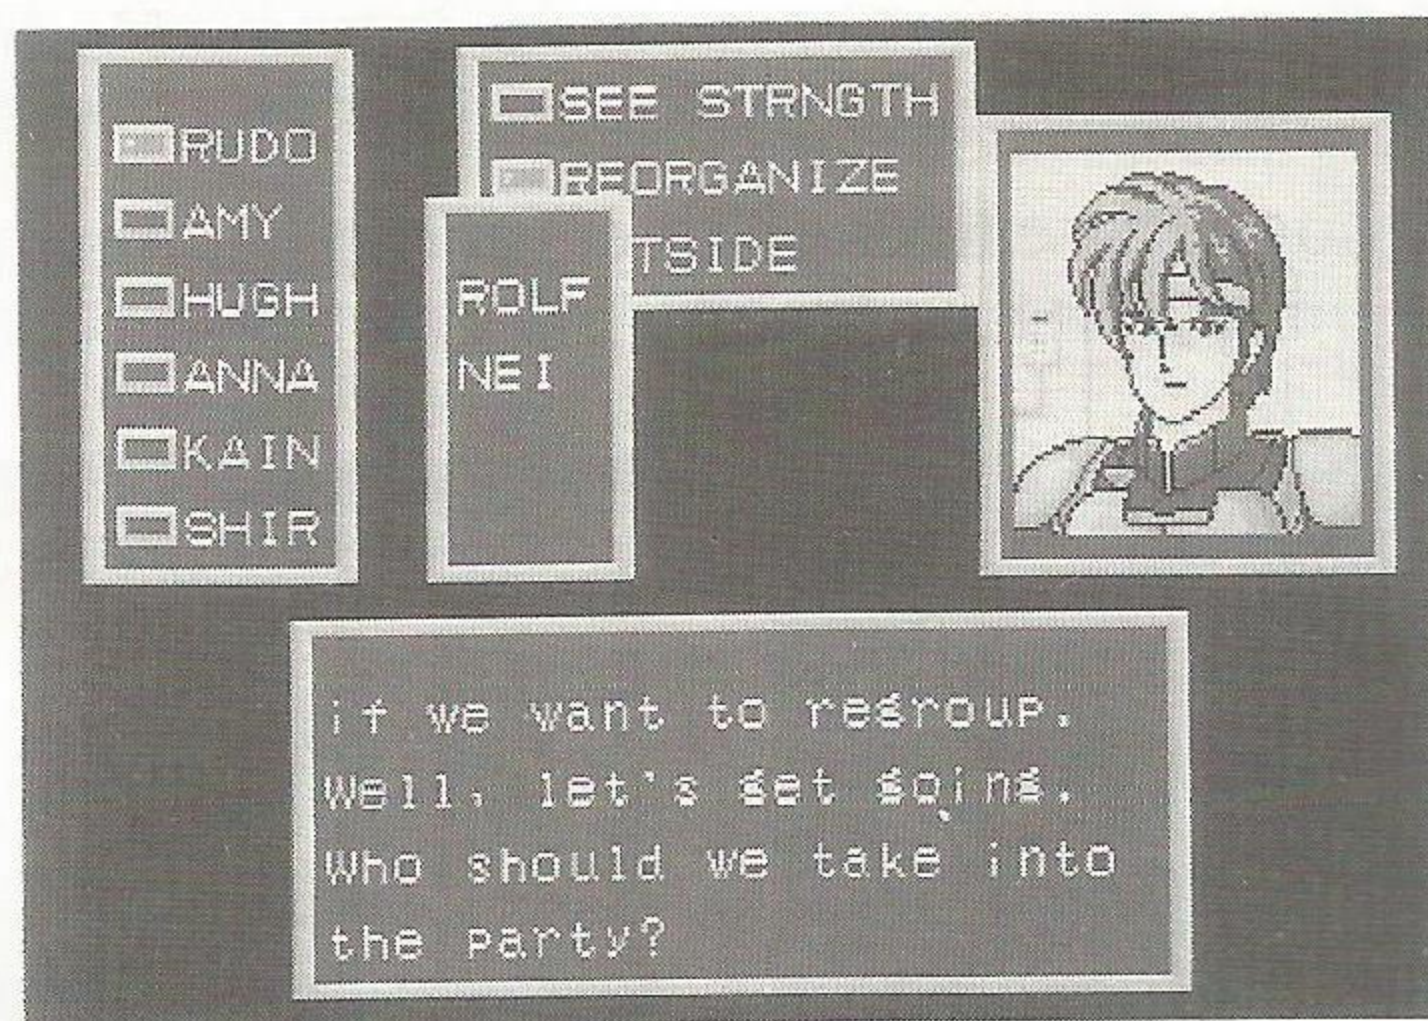 RUDO
AMY
HUGH
ANNA
KAIN
SHIR
SEE STRNGTH
REORGANIZE
TSIDE
ROLF
NEI
if we want to regroup.
Well, let's get going.
Who should we take into
the party?